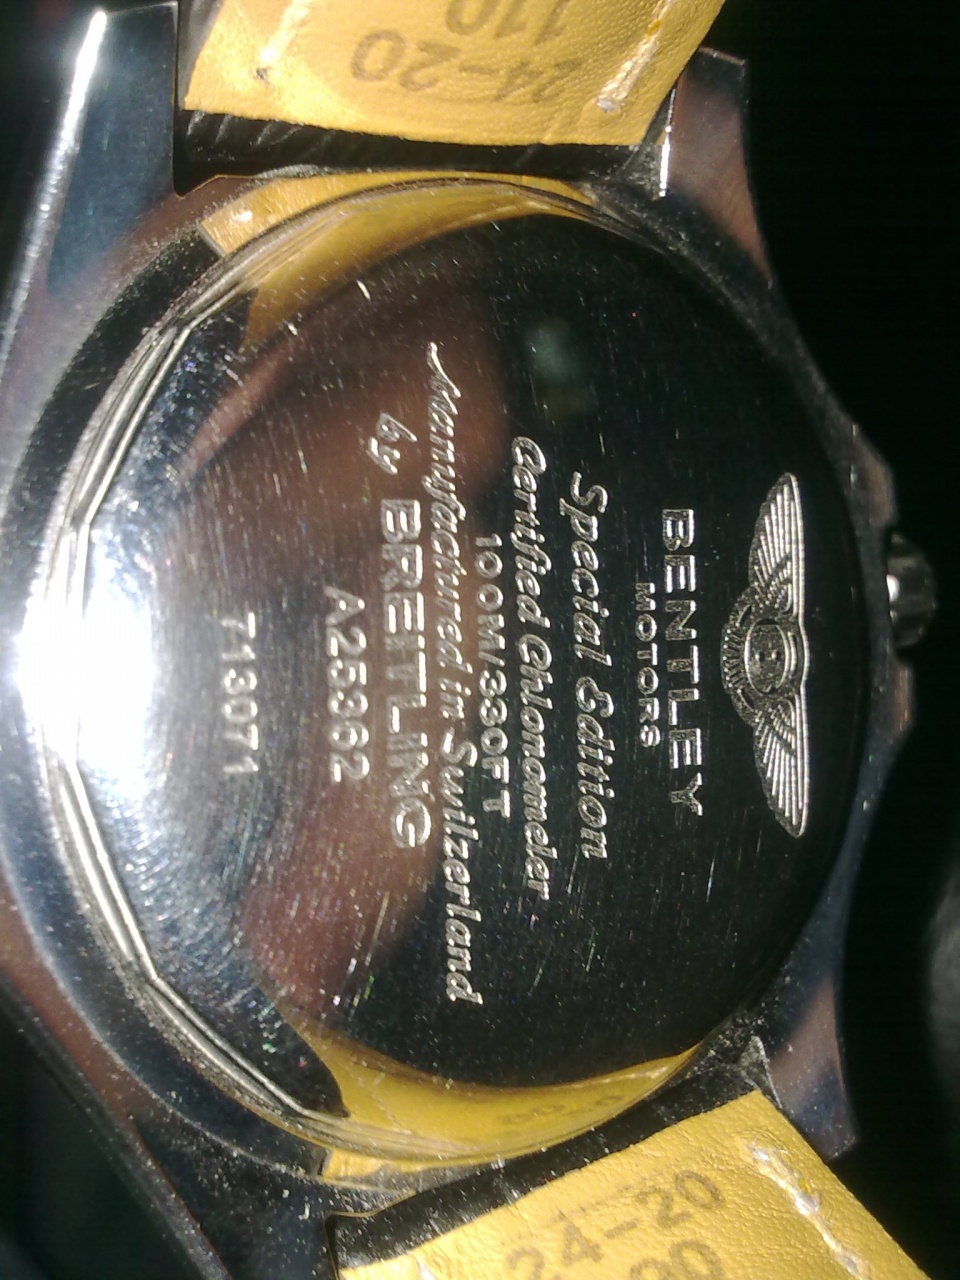 24-20
110
B
BENTLEY
MOTORS
Special Edition
Certified Chronometer
100M/330FT
Manufactured in Switzerland
by BREITLING
A25362
713071
24-20